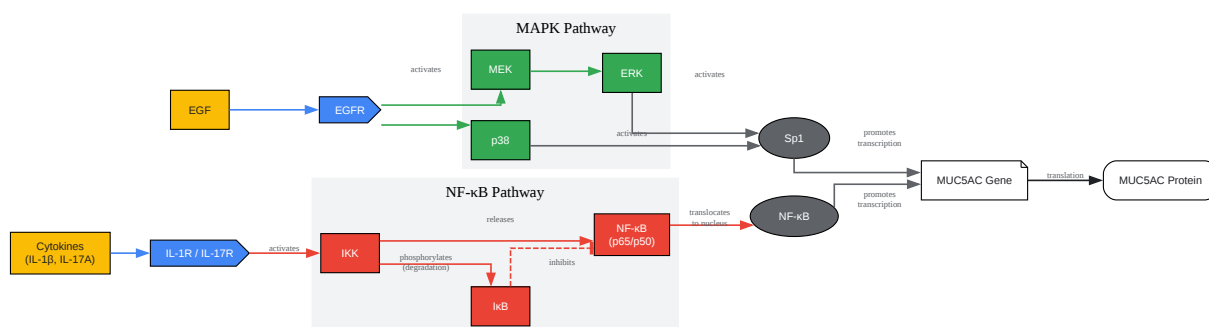 MAPK Pathway
activates
MEK
ERK
activates
EGF
EGFR
p38
activates
Sp1
promotes
transcription
MUC5AC Gene
translation
MUC5AC Protein
NF-κB Pathway
releases
NF-κB
(p65/p50)
translocates
to nucleus
NF-κB
promotes
transcription
Cytokines
(IL-1β, IL-17A)
IL-1R / IL-17R
activates
IKK
phosphorylates
(degradation)
inhibits
IκB